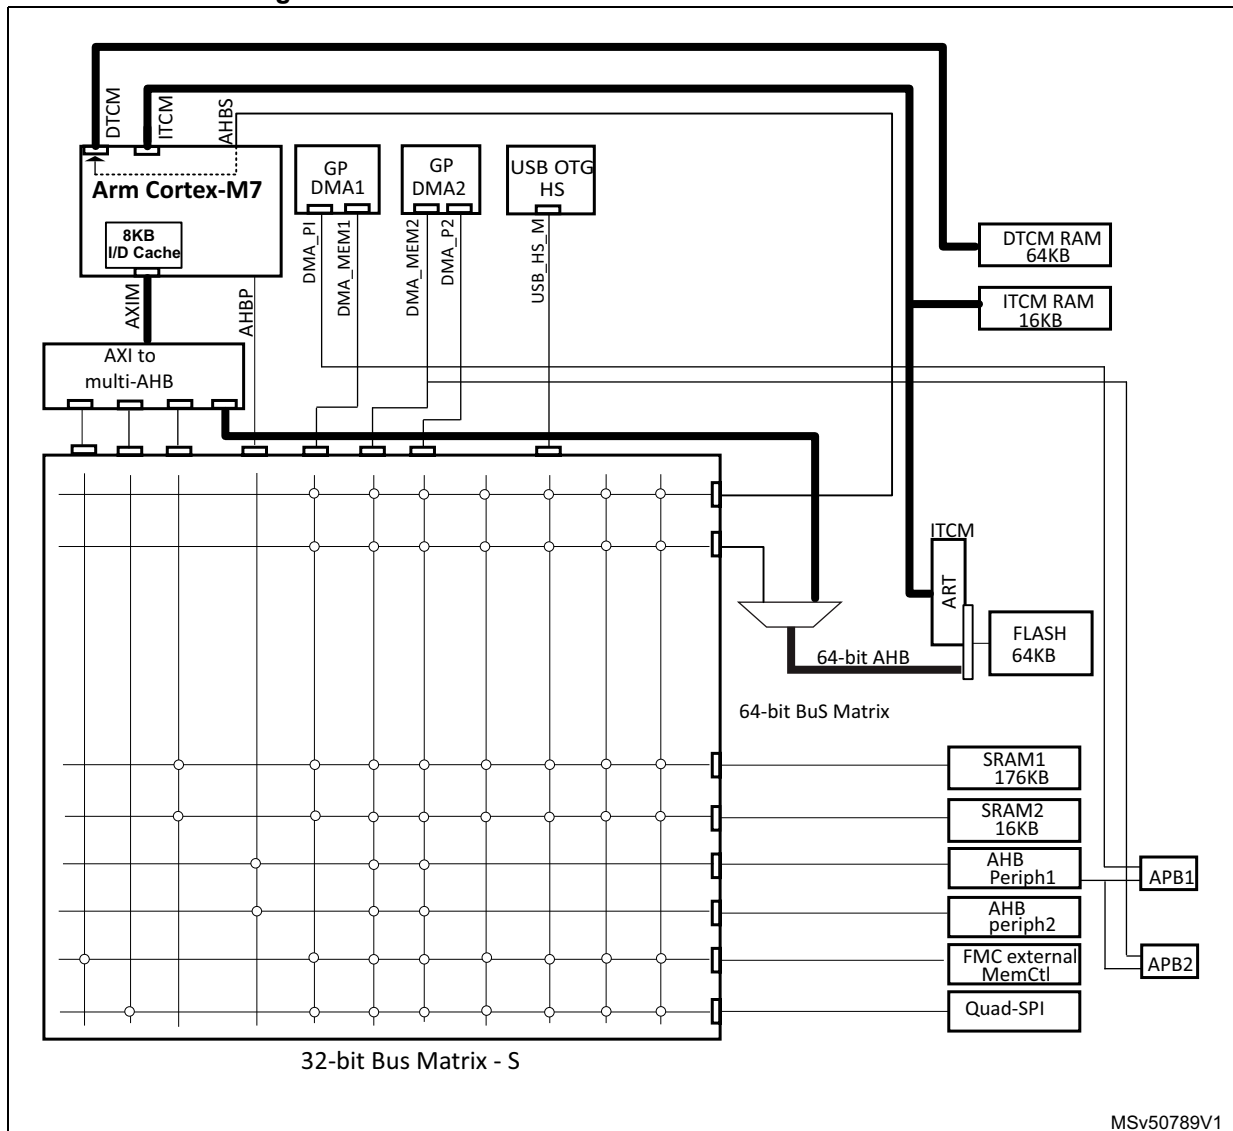 DTCM
ITCM
AHBS
Arm Cortex-M7
8KB
I/D Cache
AXIM
AHBP
GP
DMA1
GP
DMA2
USB OTG
HS
DMA_PI
DMA_MEM1
DMA_MEM2
DMA_P2
USB_HS_M
DTCM RAM
64KB
ITCM RAM
16KB
AXI to
multi-AHB
ITCM
ART
FLASH
64KB
64-bit AHB
64-bit BuS Matrix
SRAM1
176KB
SRAM2
16KB
AHB
Periph1
APB1
AHB
periph2
FMC external
MemCtl
APB2
Quad-SPI
32-bit Bus Matrix - S
MSv50789V1